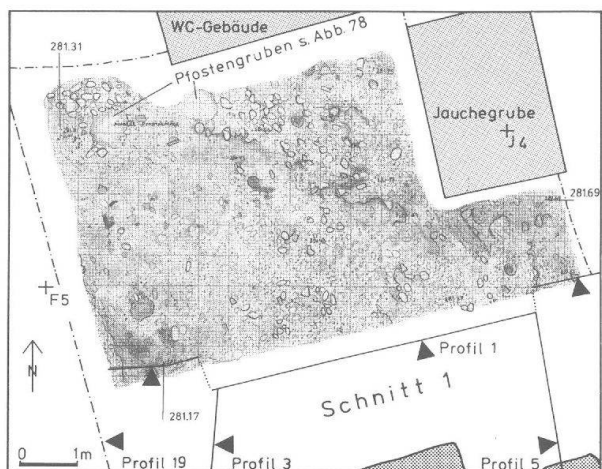 WC-Gebäude
281.31
Pfostengruben s. Abb. 78
Jauchegrube
J4
281.69
F5
N
Profil 1
Schnitt 1
281.17
0 1m
Profil 19
Profil 3
Profil 5